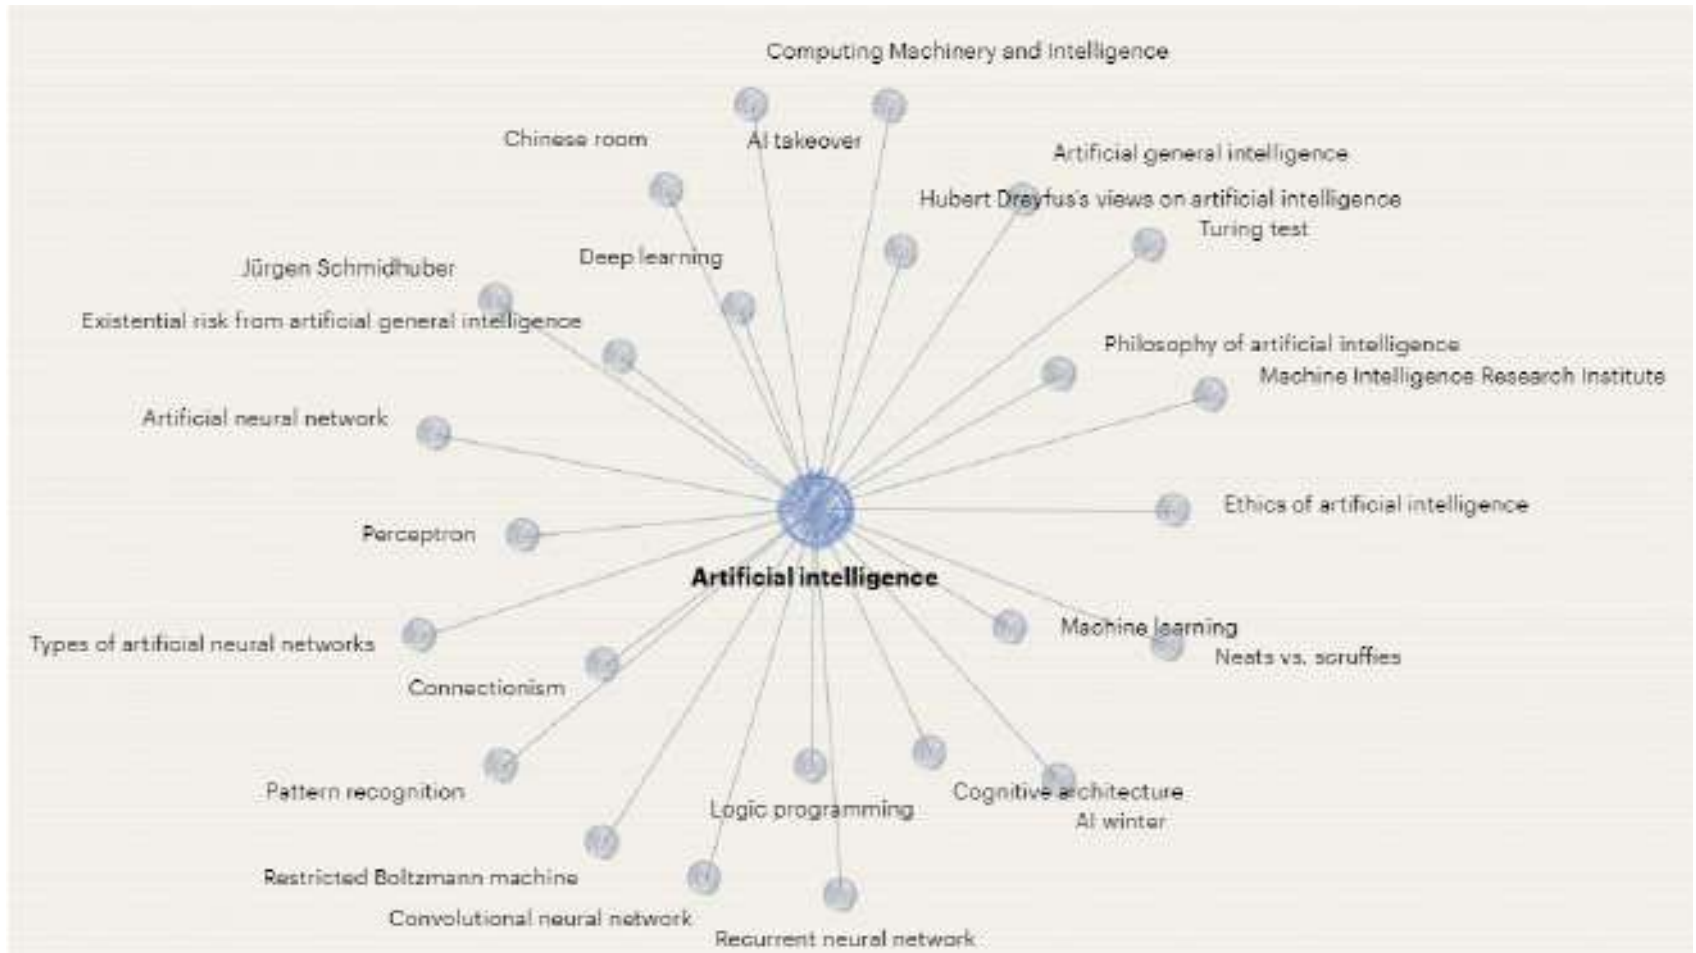 Computing Machinery and Intelligence
Chinese room
AI takeover
Artificial general intelligence
Hubert Dreyfus's views on artificial intelligence
Turing test
Deep learning
Jürgen Schmidhuber
Existential risk from artificial general intelligence
Philosophy of artificial intelligence
Machine Intelligence Research Institute
Artificial neural network
Ethics of artificial intelligence
Perceptron
Artificial intelligence
Machine learning
Types of artificial neural networks
Neats vs. scruffies
Connectionism
Pattern recognition
Cognitive architecture
Logic programming
AI winter
Restricted Boltzmann machine
Convolutional neural network
Recurrent neural network